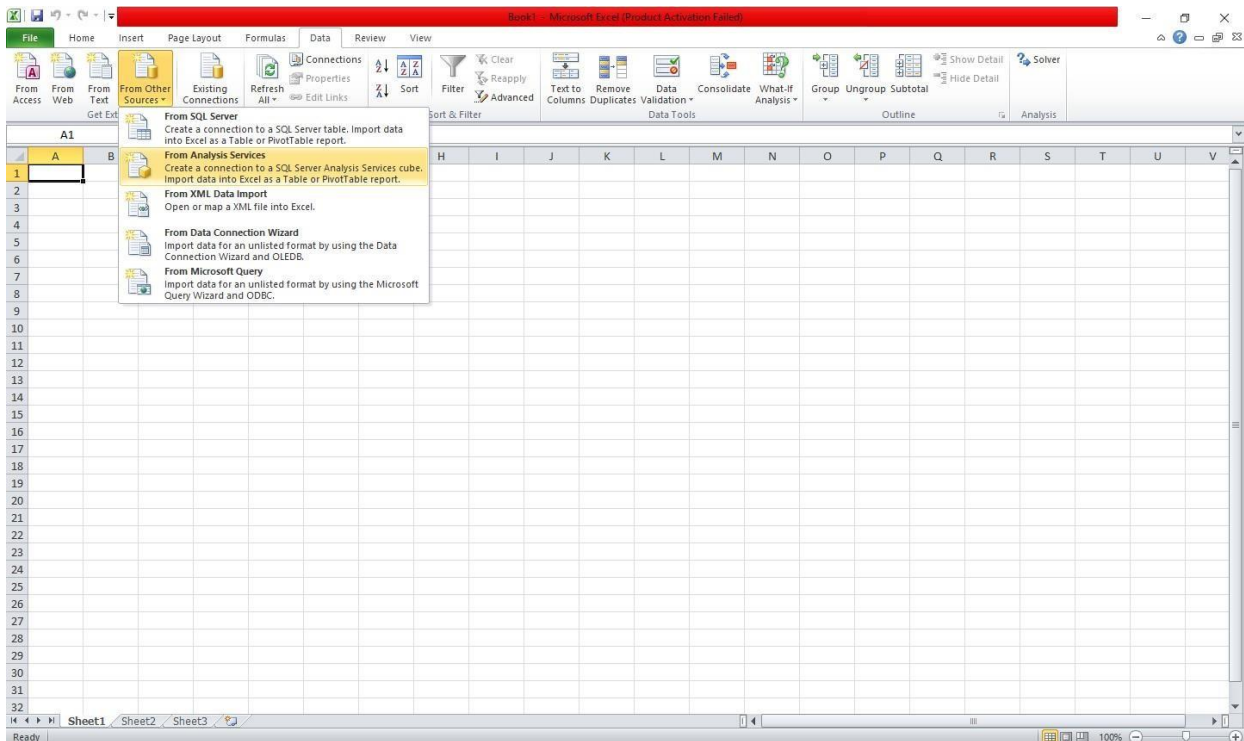 Book1 - Microsoft Excel (Product Activation Failed)
File Home Insert Page Layout Formulas Data Review View
From Access
From Web
From Text
From Other Sources
Existing Connections
Refresh All
Connections
Properties
Edit Links
Sort
Filter
Clear
Reapply
Advanced
Text to Columns
Remove Duplicates
Data Validation
Consolidate
What-If Analysis
Group
Ungroup
Subtotal
Show Detail
Hide Detail
Solver
Get Ext
Sort & Filter
Data Tools
Outline
Analysis
From SQL Server
Create a connection to a SQL Server table. Import data
into Excel as a Table or PivotTable report.
From Analysis Services
Create a connection to a SQL Server Analysis Services cube.
Import data into Excel as a Table or PivotTable report.
From XML Data Import
Open or map a XML file into Excel.
From Data Connection Wizard
Import data for an unlisted format by using the Data
Connection Wizard and OLEDB.
From Microsoft Query
Import data for an unlisted format by using the Microsoft
Query Wizard and ODBC.
A1
A B H I J K L M N O P Q R S T U V
1
2
3
4
5
6
7
8
9
10
11
12
13
14
15
16
17
18
19
20
21
22
23
24
25
26
27
28
29
30
31
32
Sheet1 Sheet2 Sheet3
Ready 100%